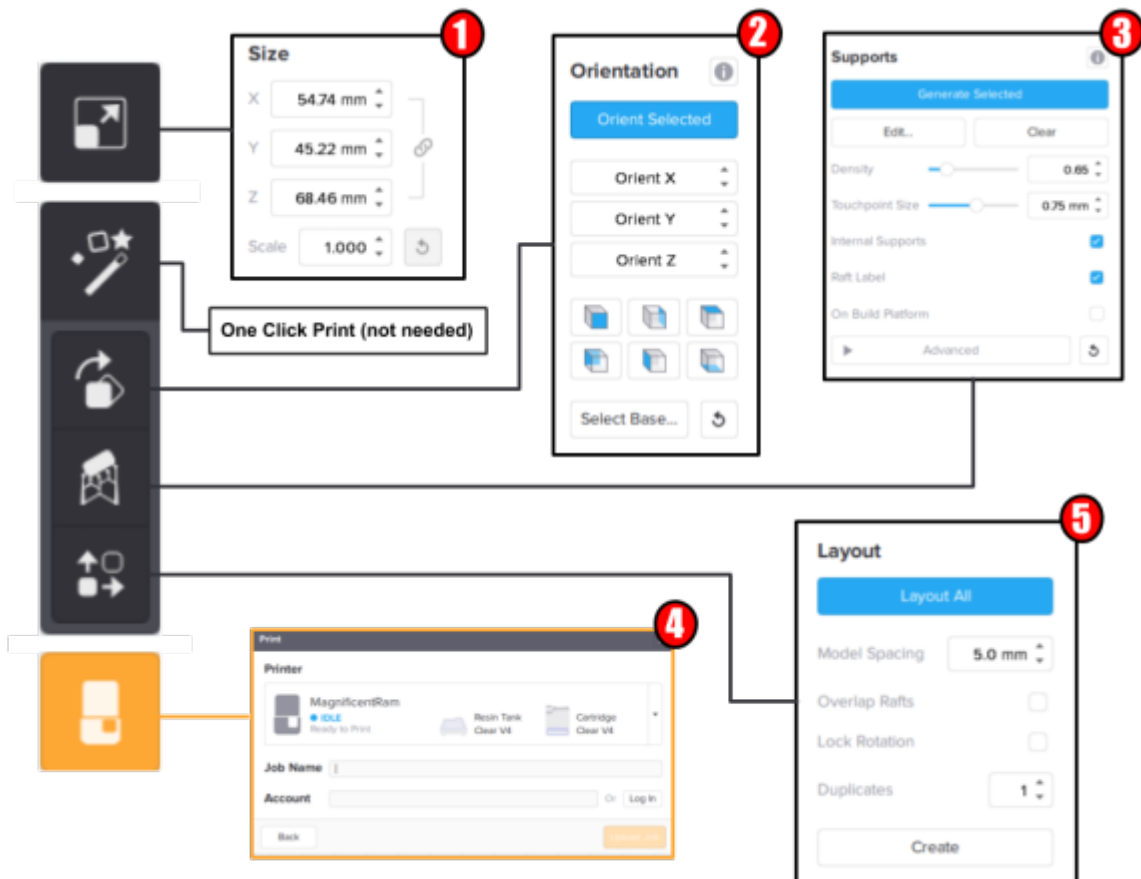 1
Size
X 54.74 mm
Y 45.22 mm
Z 68.46 mm
Scale 1.000
One Click Print (not needed)
2
Orientation
Orient Selected
Orient X
Orient Y
Orient Z
Select Base...
3
Supports
Generate Selected
Edit... Clear
Density 0.65
Touchpoint Size 0.75 mm
Internal Supports
Raft Label
On Build Platform
Advanced
4
Print
Printer
MagnificentRam
IDLE
Ready to Print
Resin Tank
Clear V4
Cartridge
Clear V4
Job Name
Account Or Log In
Back
5
Layout
Layout All
Model Spacing 5.0 mm
Overlap Rafts
Lock Rotation
Duplicates 1
Create